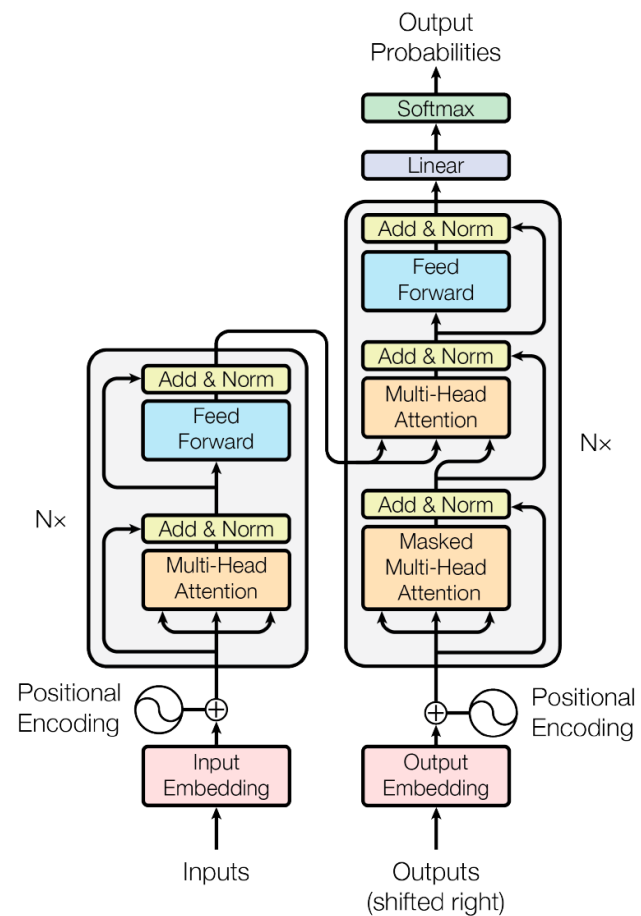 Output
Probabilities
Softmax
Linear
Add & Norm
Feed
Forward
Add & Norm
Multi-Head
Attention
Add & Norm
Masked
Multi-Head
Attention
Nx
Add & Norm
Feed
Forward
Add & Norm
Multi-Head
Attention
Nx
Positional
Encoding
Positional
Encoding
Input
Embedding
Output
Embedding
Inputs
Outputs
(shifted right)